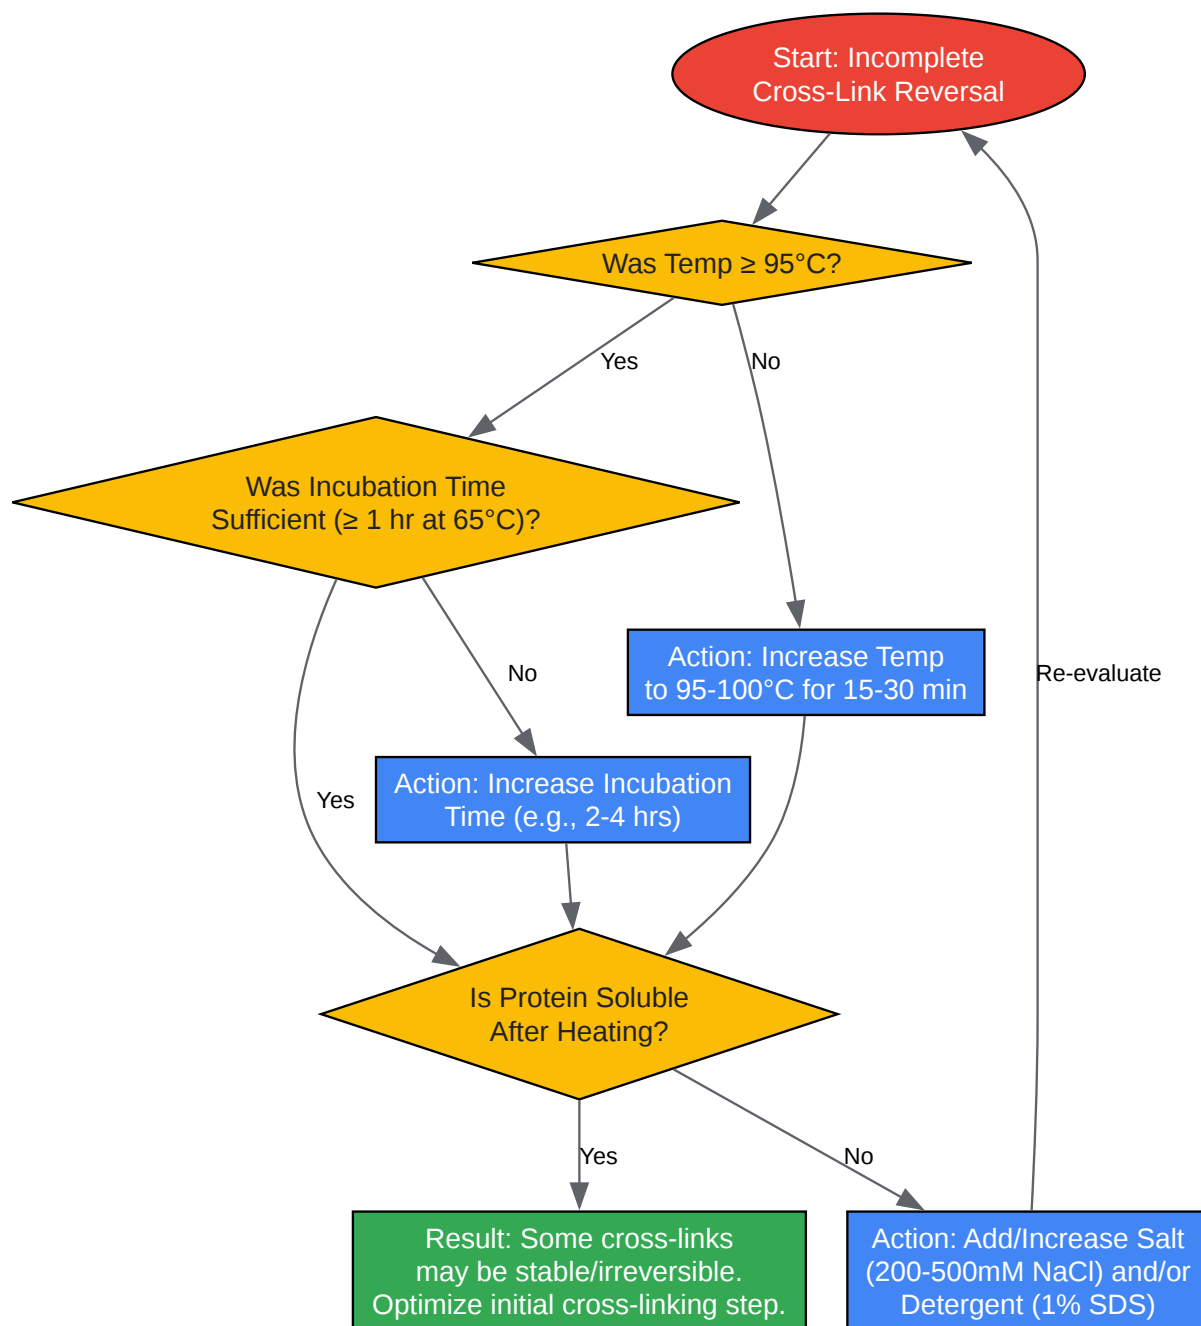 Start: Incomplete
Cross-Link Reversal
Was Temp ≥ 95°C?
Yes
No
Was Incubation Time
Sufficient (≥ 1 hr at 65°C)?
No
Action: Increase Temp
to 95-100°C for 15-30 min
Re-evaluate
Yes
Action: Increase Incubation
Time (e.g., 2-4 hrs)
Is Protein Soluble
After Heating?
Yes
No
Result: Some cross-links
may be stable/irreversible.
Optimize initial cross-linking step.
Action: Add/Increase Salt
(200-500mM NaCl) and/or
Detergent (1% SDS)